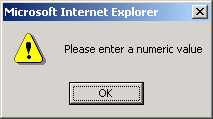 Microsoft Internet Explorer
Please enter a numeric value
OK